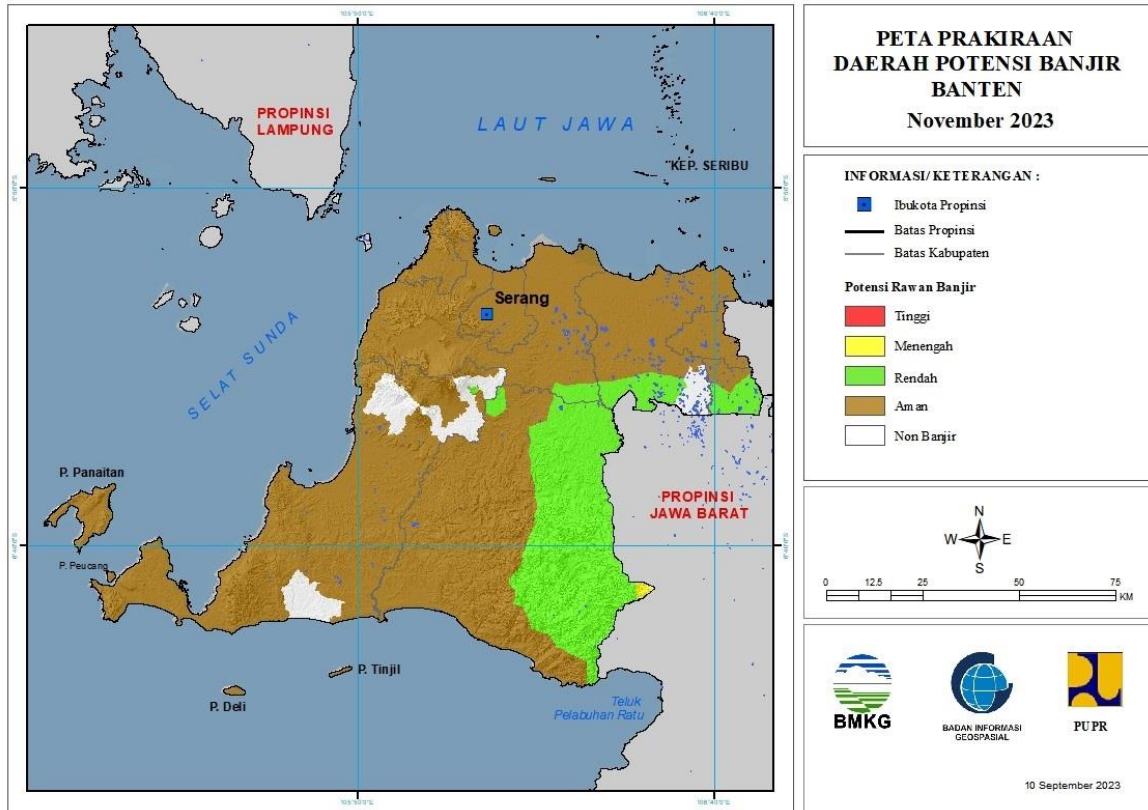 PROPINSI
LAMPUNG
LAUT JAWA
KEP. SERIBU
Serang
SELAT SUNDA
P. Panaitan
P. Peucang
PROPINSI
JAWA BARAT
P. Tinjil
P. Deli
Teluk
Pelabuhan Ratu
PETA PRAKIRAAN
DAERAH POTENSI BANJIR
BANTEN
November 2023
INFORMASI/ KETERANGAN :
Ibukota Propinsi
Batas Propinsi
Batas Kabupaten
Potensi Rawan Banjir
Tinggi
Menengah
Rendah
Aman
Non Banjir
N
W E
S
0 12.5 25 50 75
KM
BMKG
BADAN INFORMASI
GEOSPASIAL
PUPR
10 September 2023